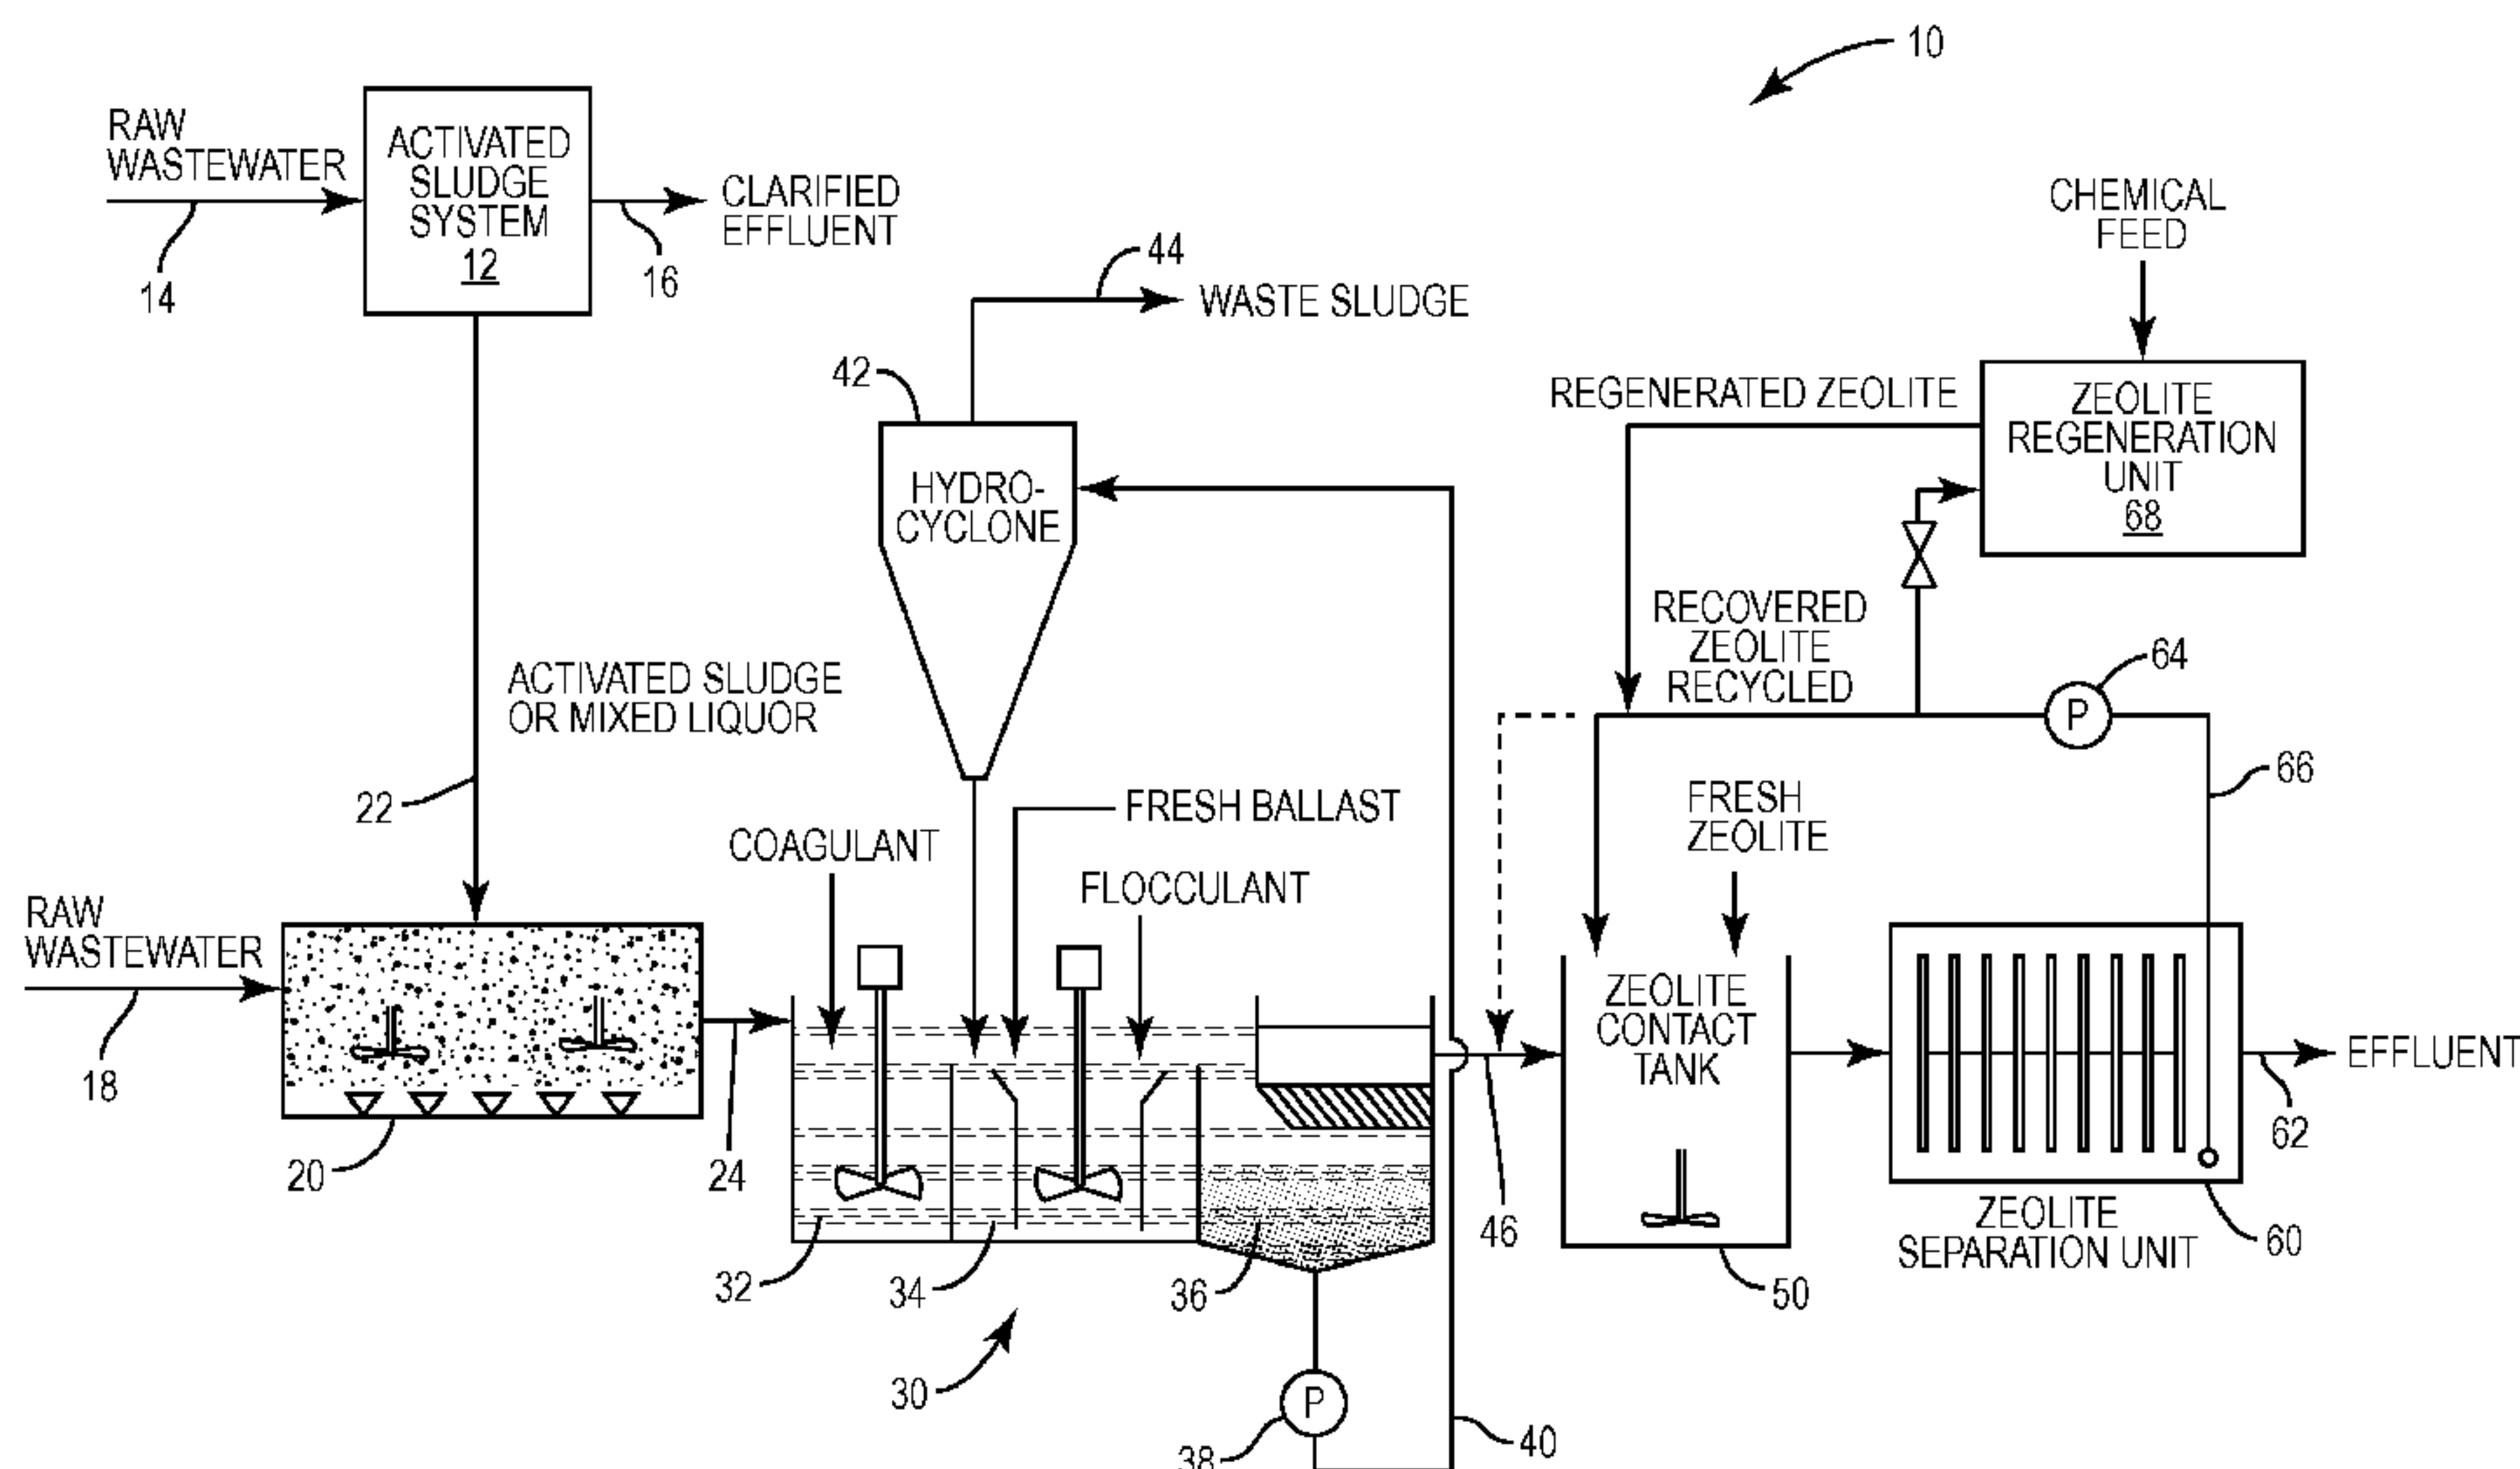 10
RAW
WASTEWATER
14
ACTIVATED
SLUDGE
SYSTEM
12
16
CLARIFIED
EFFLUENT
44
WASTE SLUDGE
42
HYDRO-
CYCLONE
CHEMICAL
FEED
REGENERATED ZEOLITE
ZEOLITE
REGENERATION
UNIT
68
RECOVERED
ZEOLITE
RECYCLED
64
P
66
ACTIVATED SLUDGE
OR MIXED LIQUOR
22
FRESH BALLAST
COAGULANT
FLOCCULANT
FRESH
ZEOLITE
RAW
WASTEWATER
18
20
24
32
34
36
30
P
38
40
46
ZEOLITE
CONTACT
TANK
50
EFFLUENT
62
ZEOLITE
SEPARATION UNIT
60